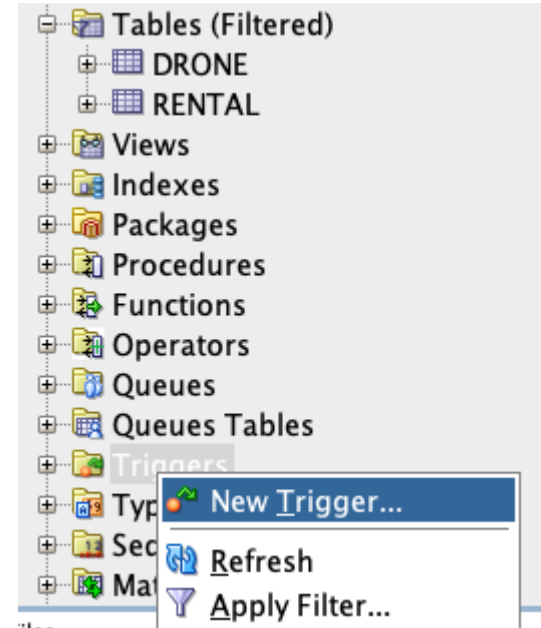 Tables (Filtered)
DRONE
RENTAL
Views
Indexes
Packages
Procedures
Functions
Operators
Queues
Queues Tables
Triggers
New Trigger...
Refresh
Apply Filter...